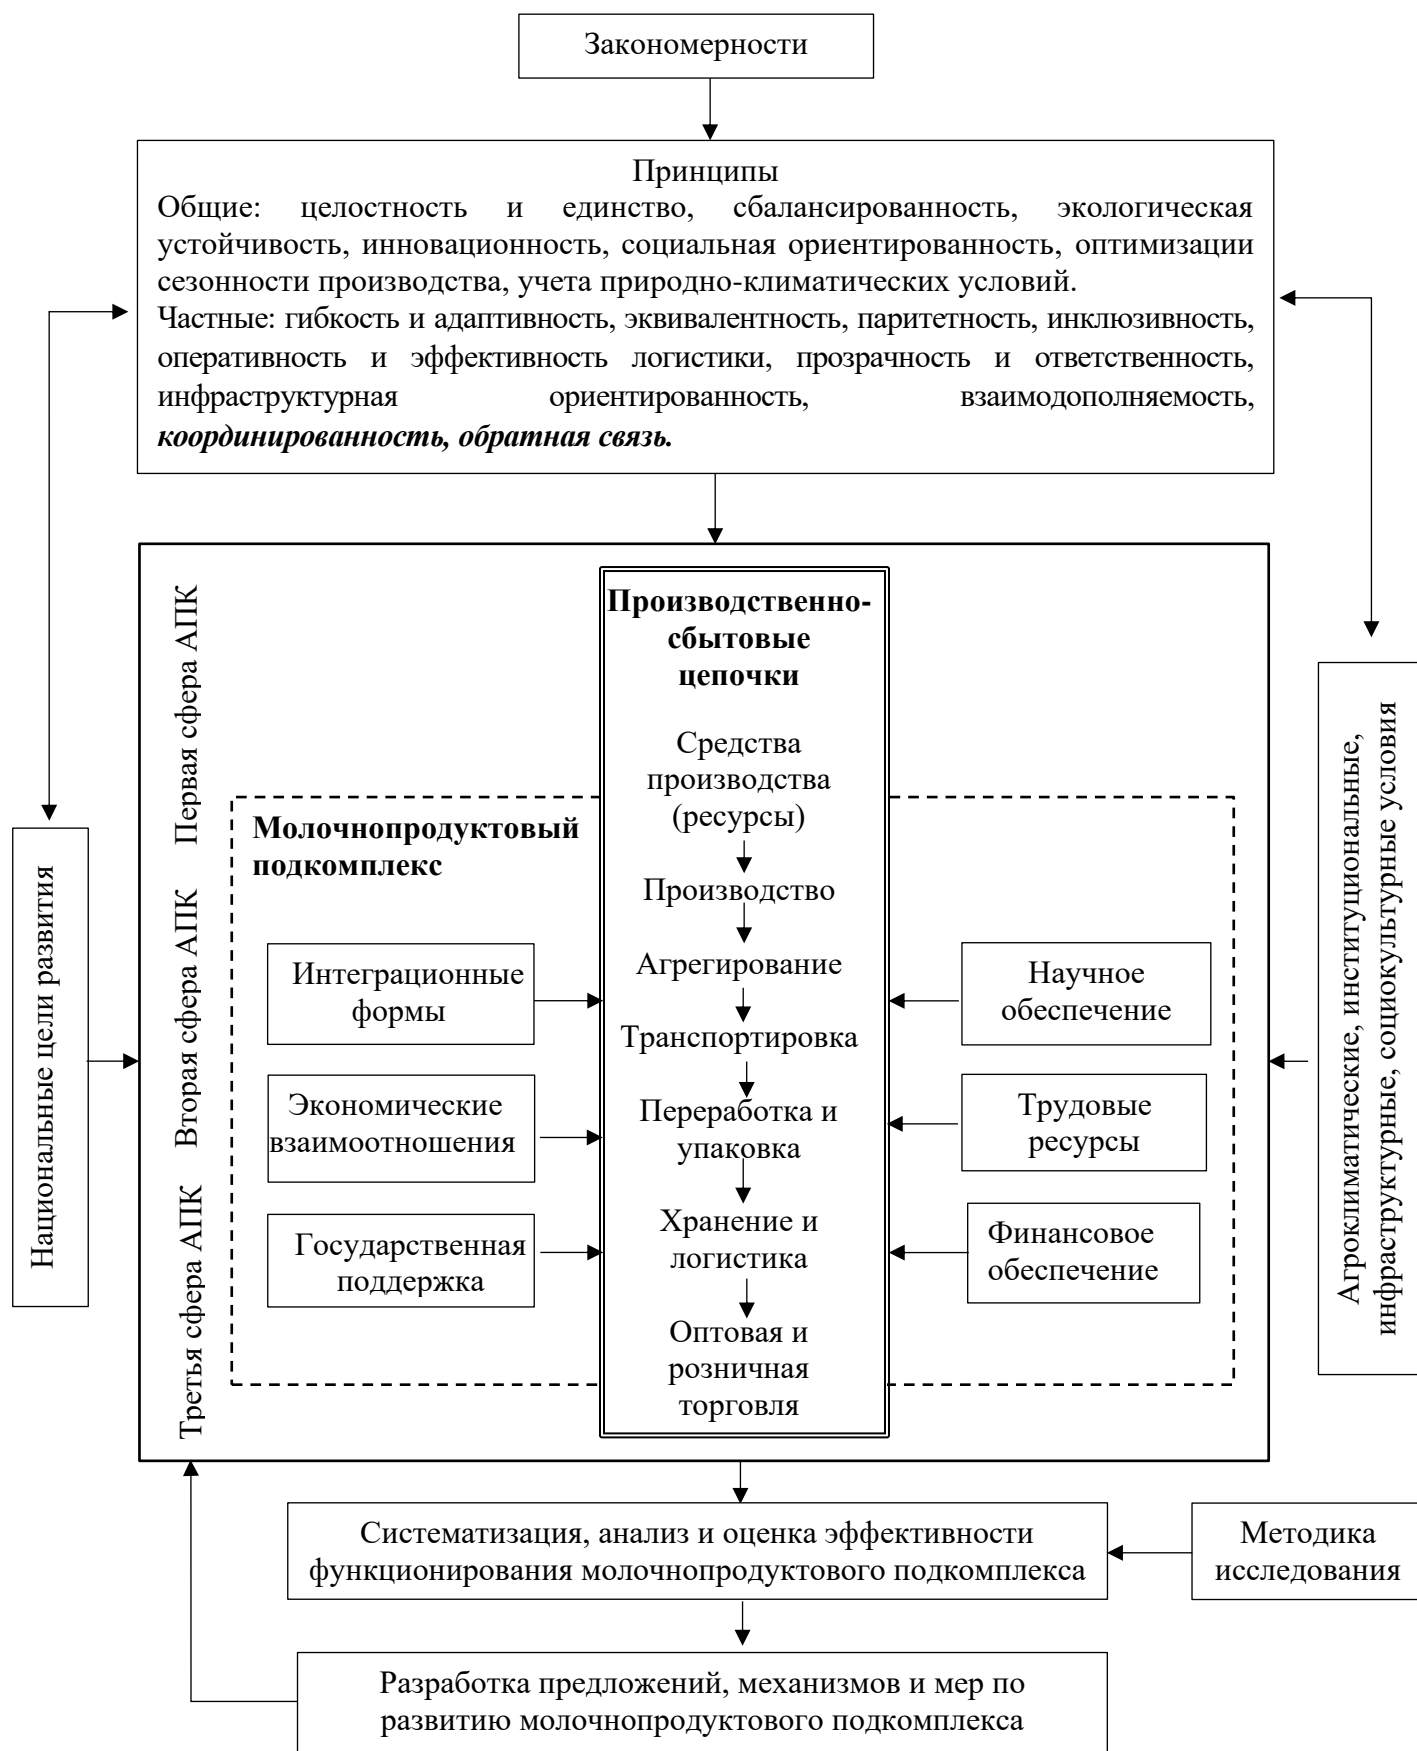 Закономерности
Принципы
Общие: целостность и единство, сбалансированность, экологическая
устойчивость, инновационность, социальная ориентированность, оптимизации
сезонности производства, учета природно-климатических условий.
Частные: гибкость и адаптивность, эквивалентность, паритетность, инклюзивность,
оперативность и эффективность логистики, прозрачность и ответственность,
инфраструктурная ориентированность, взаимодополняемость,
координированность, обратная связь.
Национальные цели развития
Первая сфера АПК
Вторая сфера АПК
Третья сфера АПК
Молочнопродуктовый
подкомплекс
Интеграционные
формы
Экономические
взаимоотношения
Государственная
поддержка
Производственно-
сбытовые
цепочки
Средства
производства
(ресурсы)
Производство
Агрегирование
Транспортировка
Переработка и
упаковка
Хранение и
логистика
Оптовая и
розничная
торговля
Научное
обеспечение
Трудовые
ресурсы
Финансовое
обеспечение
Агроклиматические, институциональные,
инфраструктурные, социокультурные условия
Систематизация, анализ и оценка эффективности
функционирования молочнопродуктового подкомплекса
Методика
исследования
Разработка предложений, механизмов и мер по
развитию молочнопродуктового подкомплекса